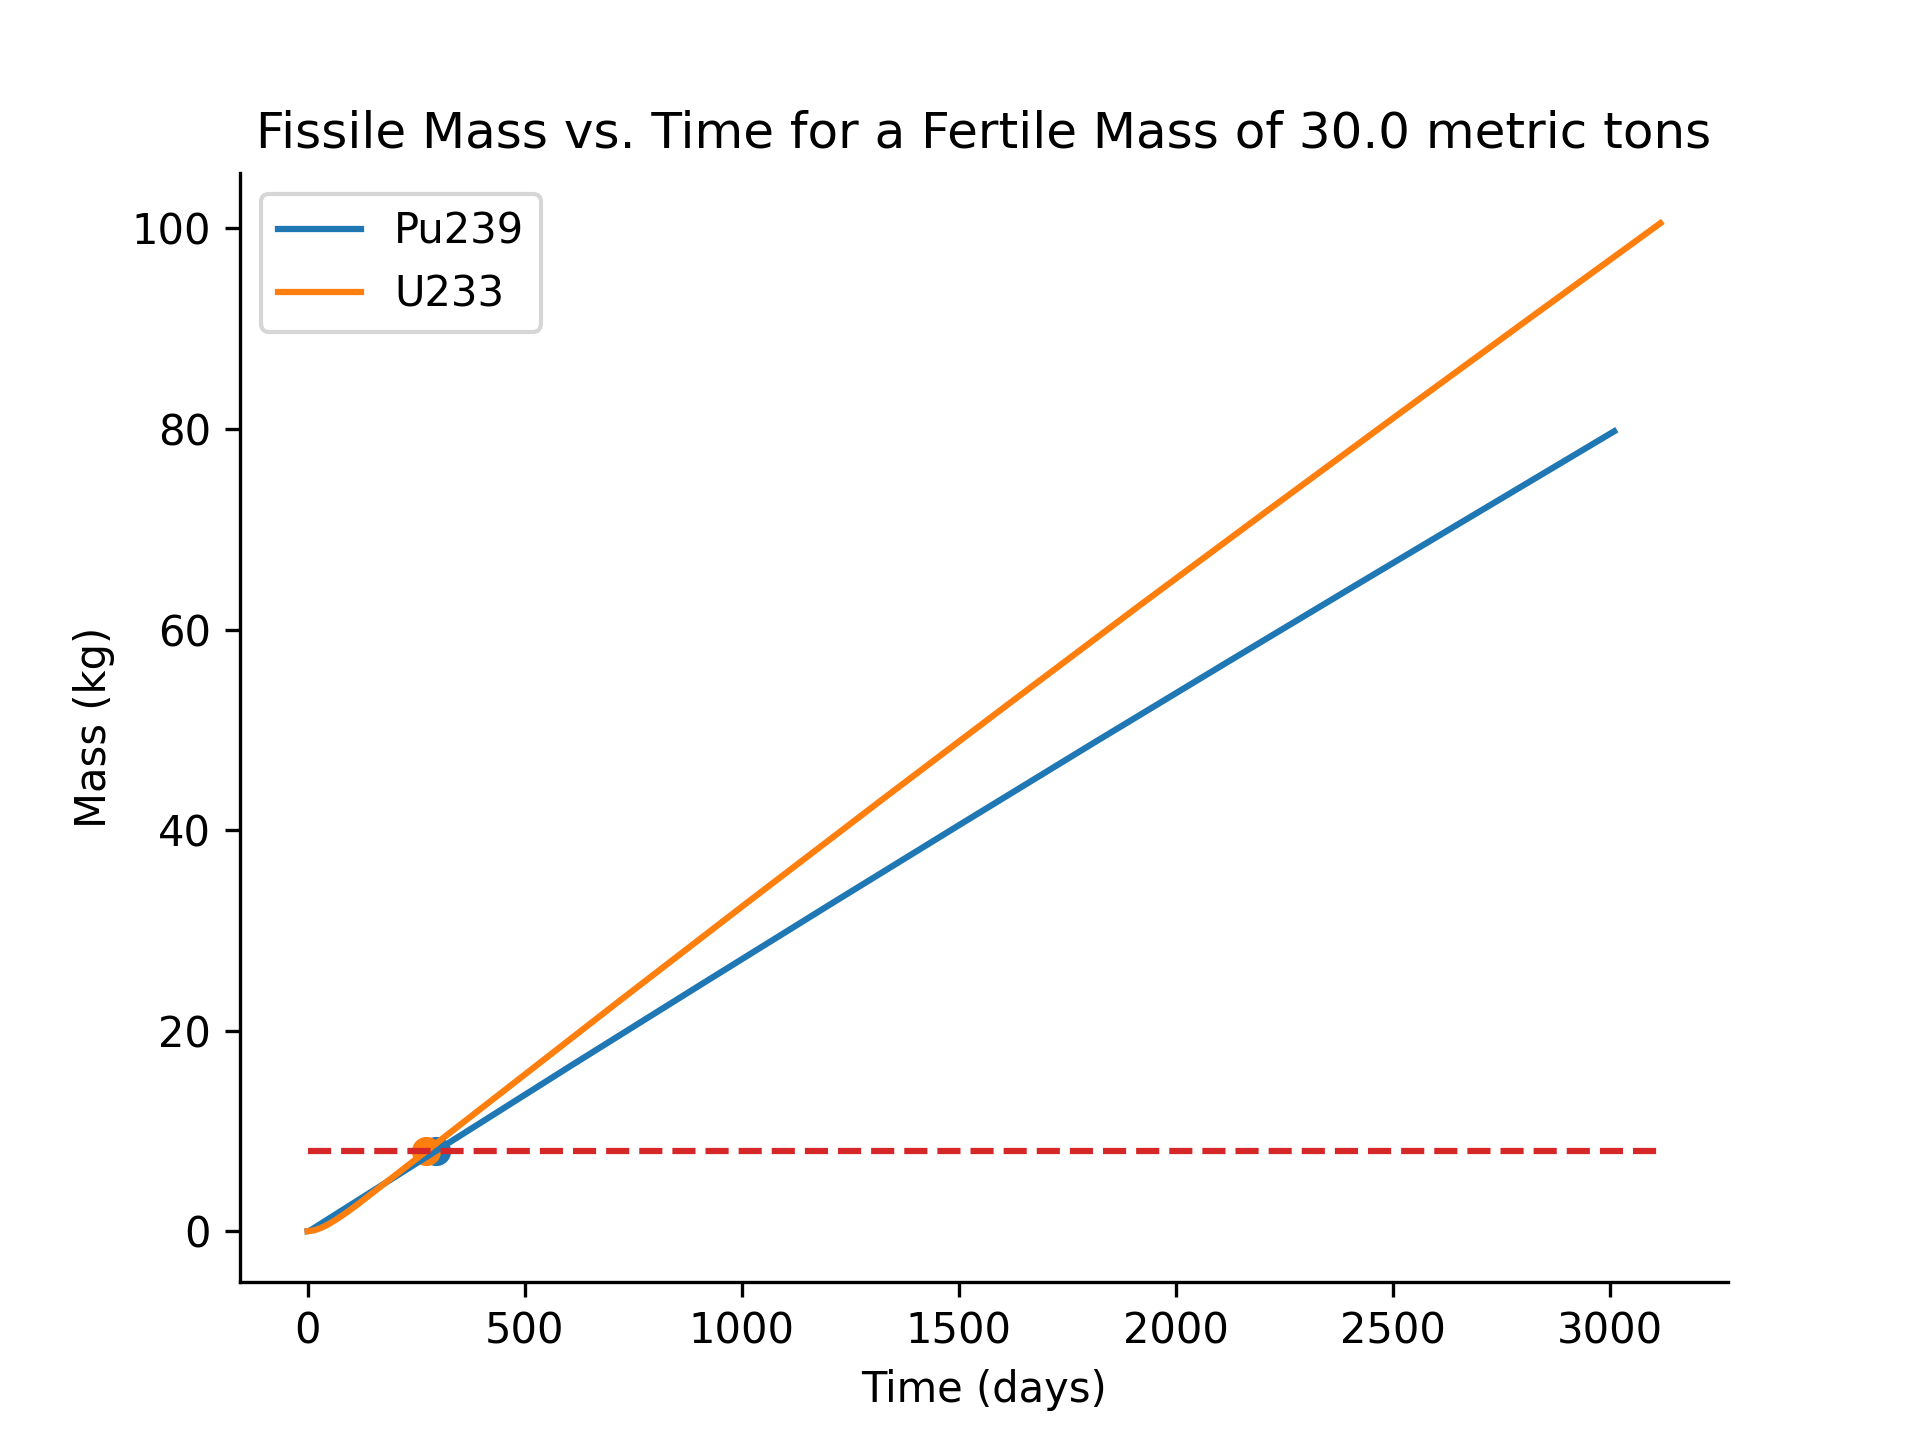 Fissile Mass vs. Time for a Fertile Mass of 30.0 metric tons
Pu239
U233
100
80
60
40
20
0
Mass (kg)
0 500 1000 1500 2000 2500 3000
Time (days)